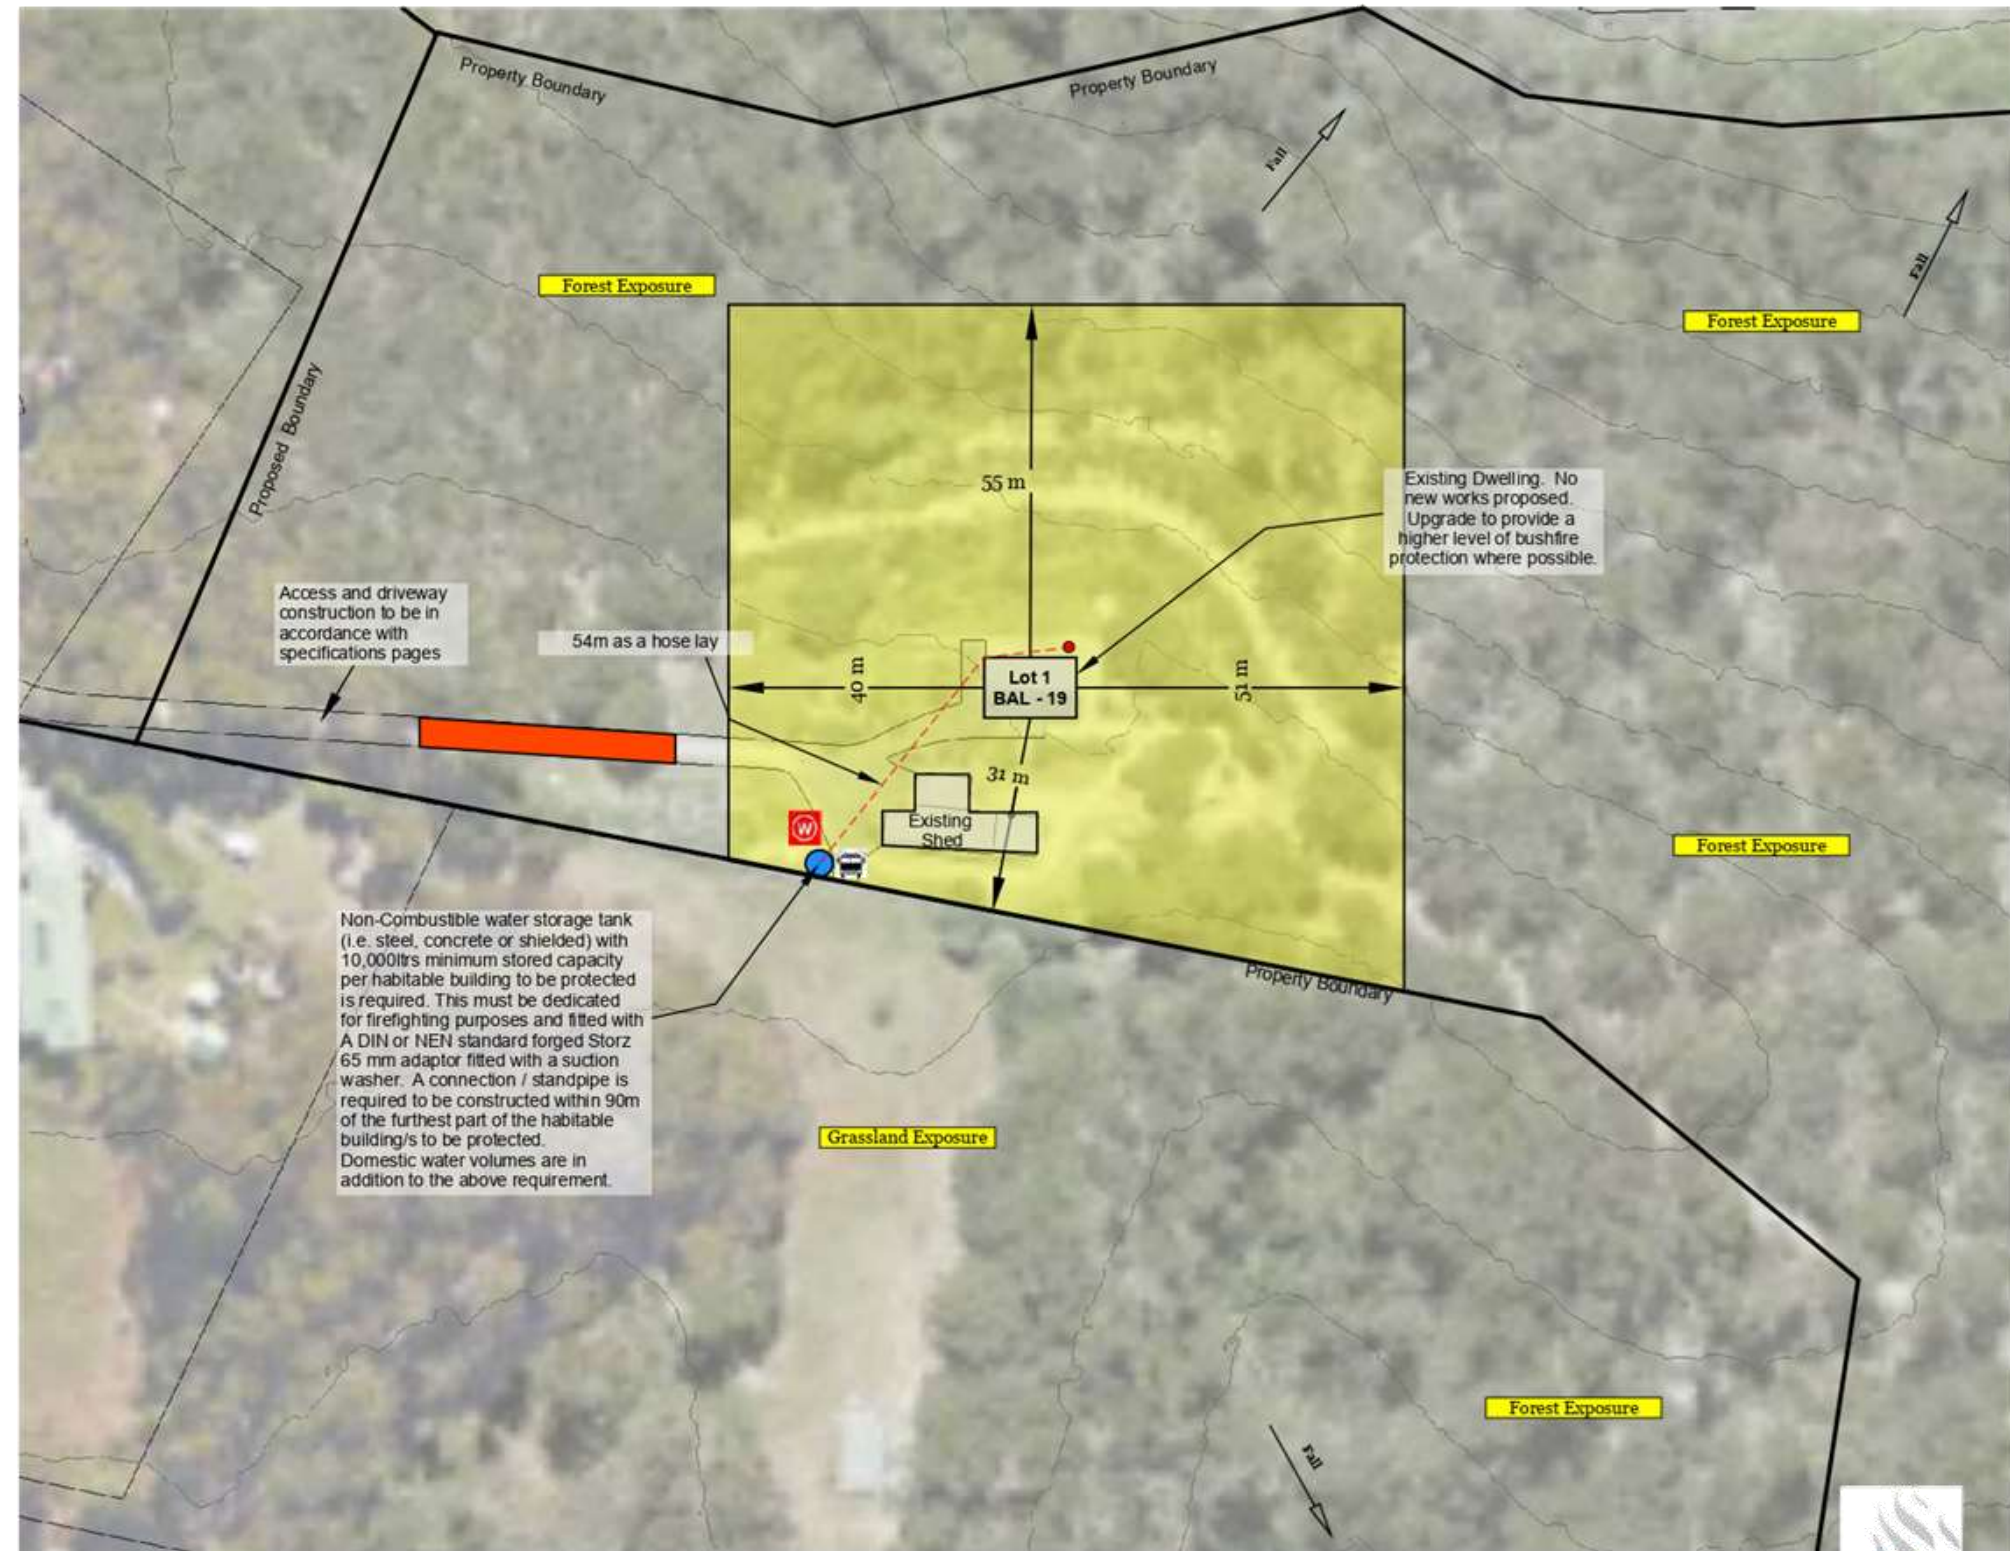 Property Boundary
Property Boundary
Fall
Fall
Forest Exposure
Forest Exposure
Proposed Boundary
55 m
Existing Dwelling. No
new works proposed.
Upgrade to provide a
higher level of bushfire
protection where possible.
Access and driveway
construction to be in
accordance with
specifications pages
54m as a hose lay
40 m
Lot 1
BAL - 19
51 m
31 m
Existing
Shed
W
Forest Exposure
Non-Combustible water storage tank
(i.e. steel, concrete or shielded) with
10,000ltrs minimum stored capacity
per habitable building to be protected
is required. This must be dedicated
for firefighting purposes and fitted with
A DIN or NEN standard forged Storz
65 mm adaptor fitted with a suction
washer. A connection / standpipe is
required to be constructed within 90m
of the furthest part of the habitable
building/s to be protected.
Domestic water volumes are in
addition to the above requirement.
Property Boundary
Grassland Exposure
Forest Exposure
Fall